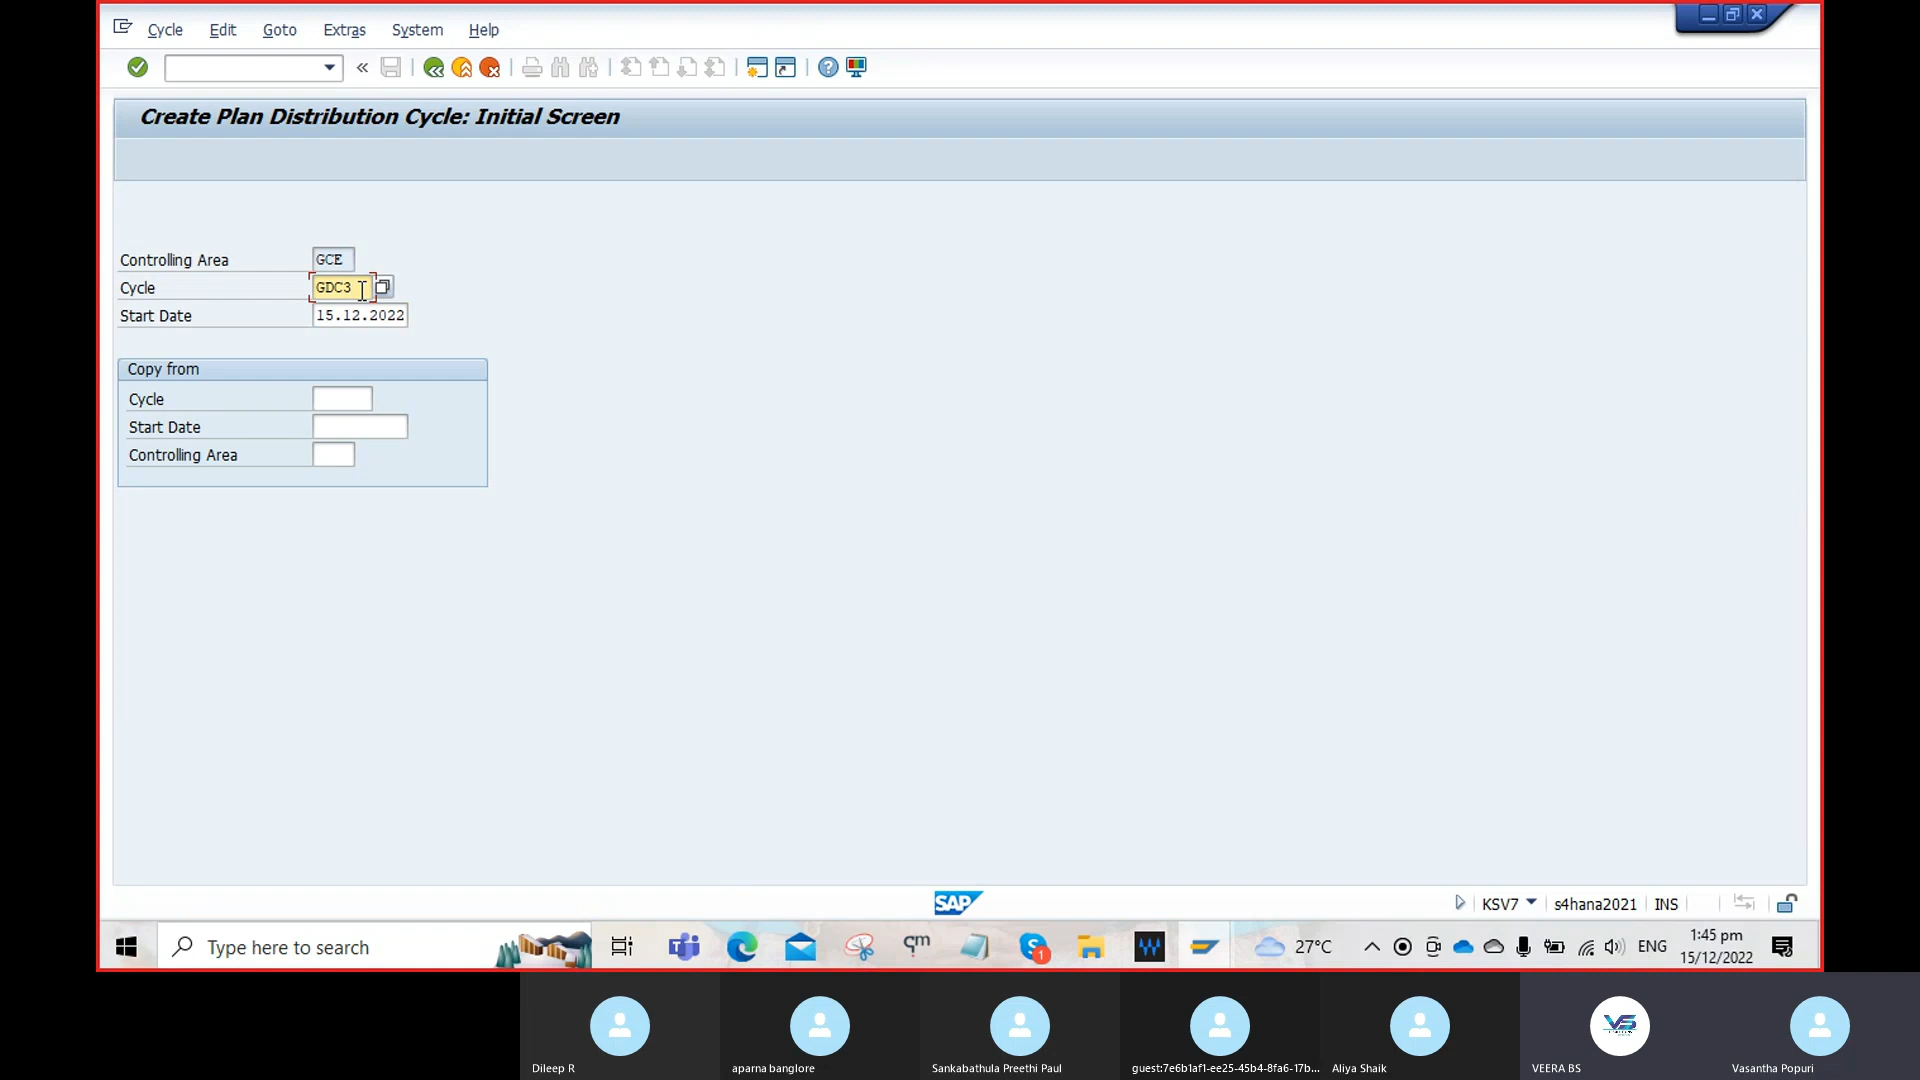 Cycle Edit Goto Extras System Help
Create Plan Distribution Cycle: Initial Screen
Controlling Area GCE
Cycle GDC3
Start Date 15.12.2022
Copy from
Cycle
Start Date
Controlling Area
SAP
KSV7 s4hana2021 INS
Type here to search
1
27°C
ENG
1:45 pm
15/12/2022
VS
Dileep R
aparna banglore
Sankabathula Preethi Paul
guest:7e6b1af1-ee25-45b4-8fa6-17b...
Aliya Shaik
VEERA BS
Vasantha Popuri